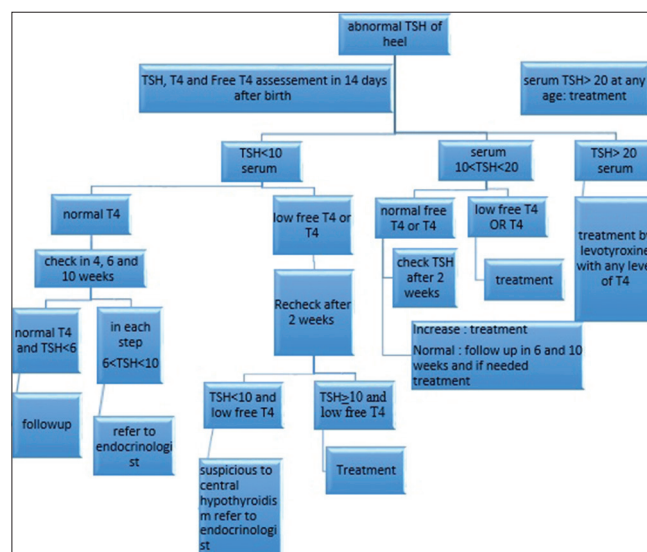 abnormal TSH of
heel
TSH, T4 and Free T4 assessement in 14 days
after birth
serum TSH> 20 at any
age: treatment
TSH<10
serum
serum
10<TSH<20
TSH> 20
serum
normal T4
low free T4 or
T4
normal free
T4 or T4
low free T4
OR T4
treatment by
levotyroxine
with any level
of T4
check in 4, 6 and
10 weeks
Recheck after
2 weeks
check TSH
after 2
weeks
treatment
normal T4
and TSH<6
in each
step
6<TSH<10
Increase : treatment
Normal : follow up in 6 and 10
weeks and if needed
treatment
TSH<10 and
low free T4
TSH≥10 and
low free T4
followup
refer to
endocrinolog
ist
suspicious to
central
hypothyroidis
m refer to
endocrinologi
st
Treatment